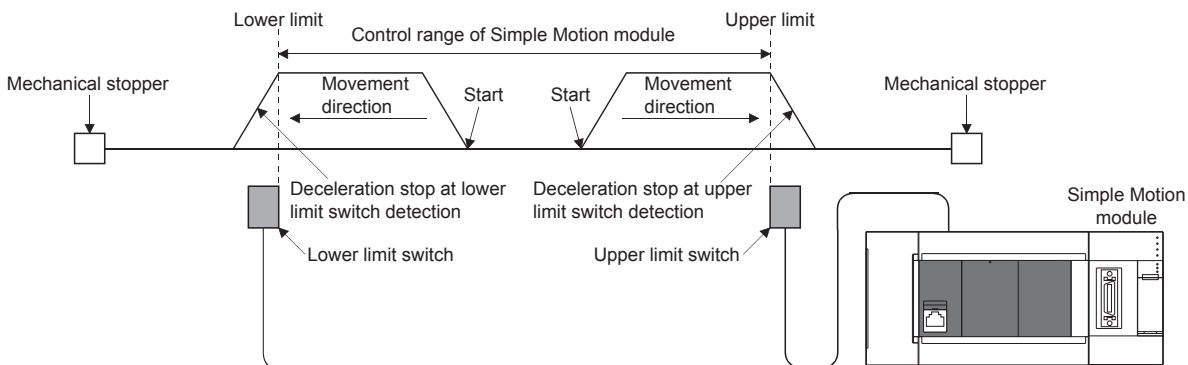 Lower limit
Upper limit
Control range of Simple Motion module
Mechanical stopper
Movement
direction
Start
Start
Movement
direction
Mechanical stopper
Deceleration stop at lower
limit switch detection
Deceleration stop at upper
limit switch detection
Simple Motion
module
Lower limit switch
Upper limit switch